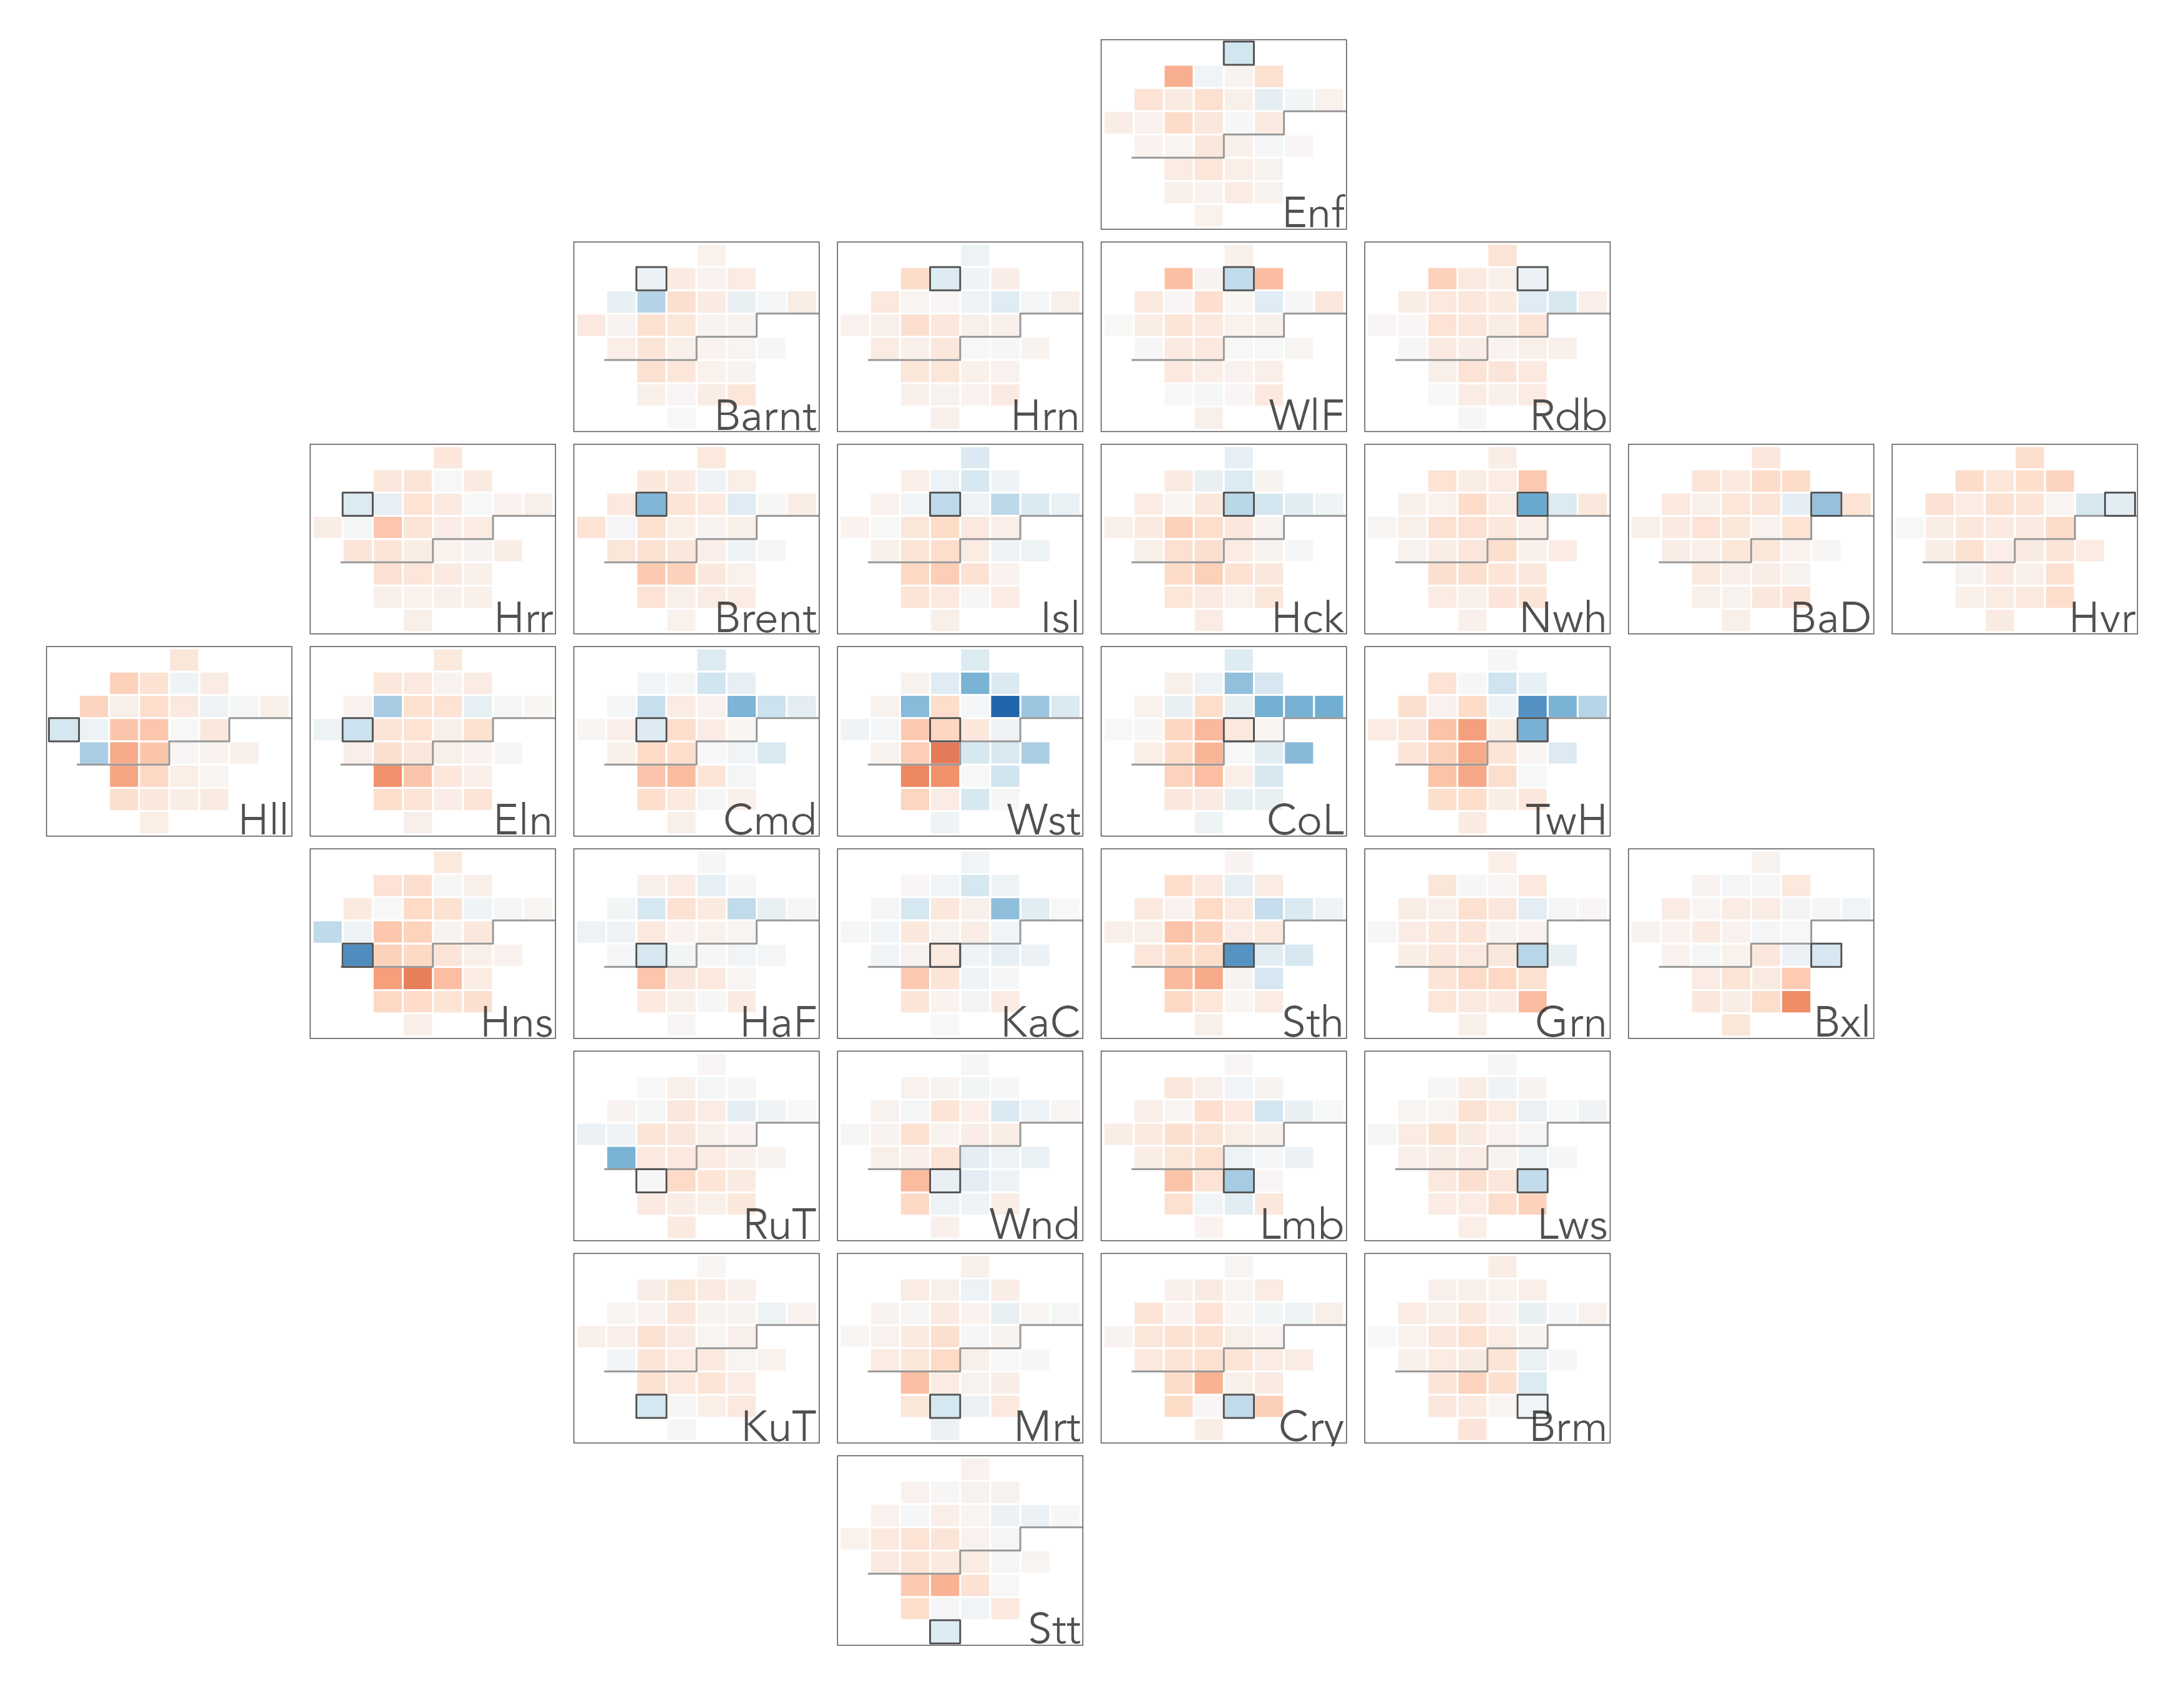 Enf
Barnt
Hrn
WlF
Rdb
Hrr
Brent
Isl
Hck
Nwh
BaD
Hvr
Hll
Eln
Cmd
Wst
CoL
TwH
Hns
HaF
KaC
Sth
Grn
Bxl
RuT
Wnd
Lmb
Lws
KuT
Mrt
Cry
Brm
Stt